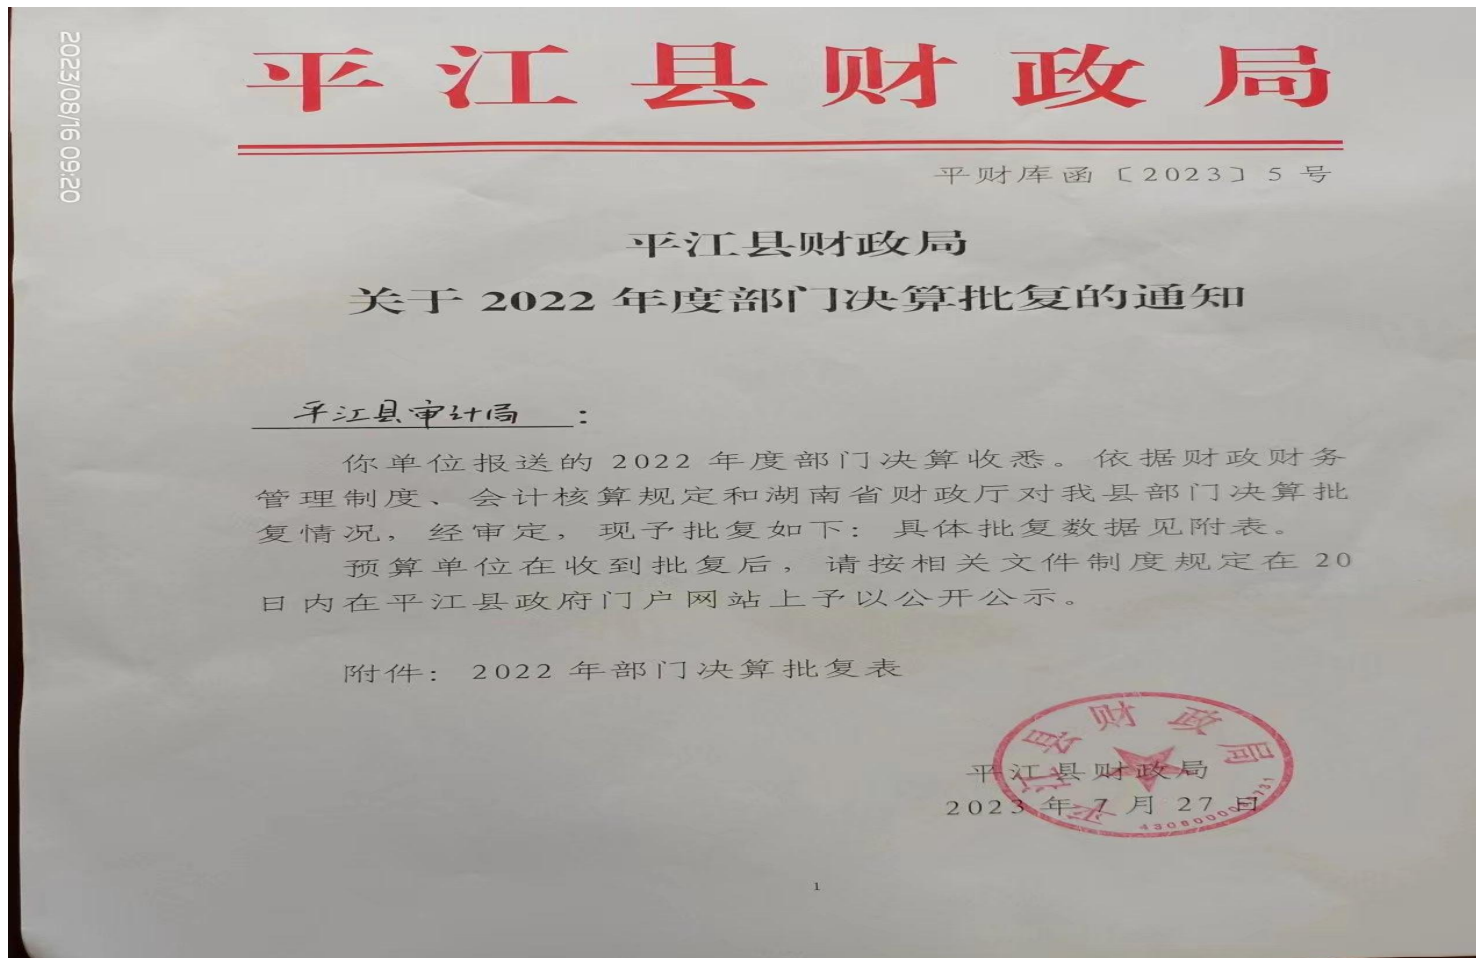 2023/08/16 09:20
平江县财政局
平财库函〔2023〕5号
平江县财政局
关于 2022 年度部门决算批复的通知
平江县审计局：
你单位报送的 2022 年度部门决算收悉。依据财政财务
管理制度、会计核算规定和湖南省财政厅对我县部门决算批
复情况，经审定，现予批复如下：具体批复数据见附表。
预算单位在收到批复后，请按相关文件制度规定在 20
日内在平江县政府门户网站上予以公开公示。
附件：2022 年部门决算批复表
平江县财政局
平江县财政局
2023 年 7 月 27 日
1